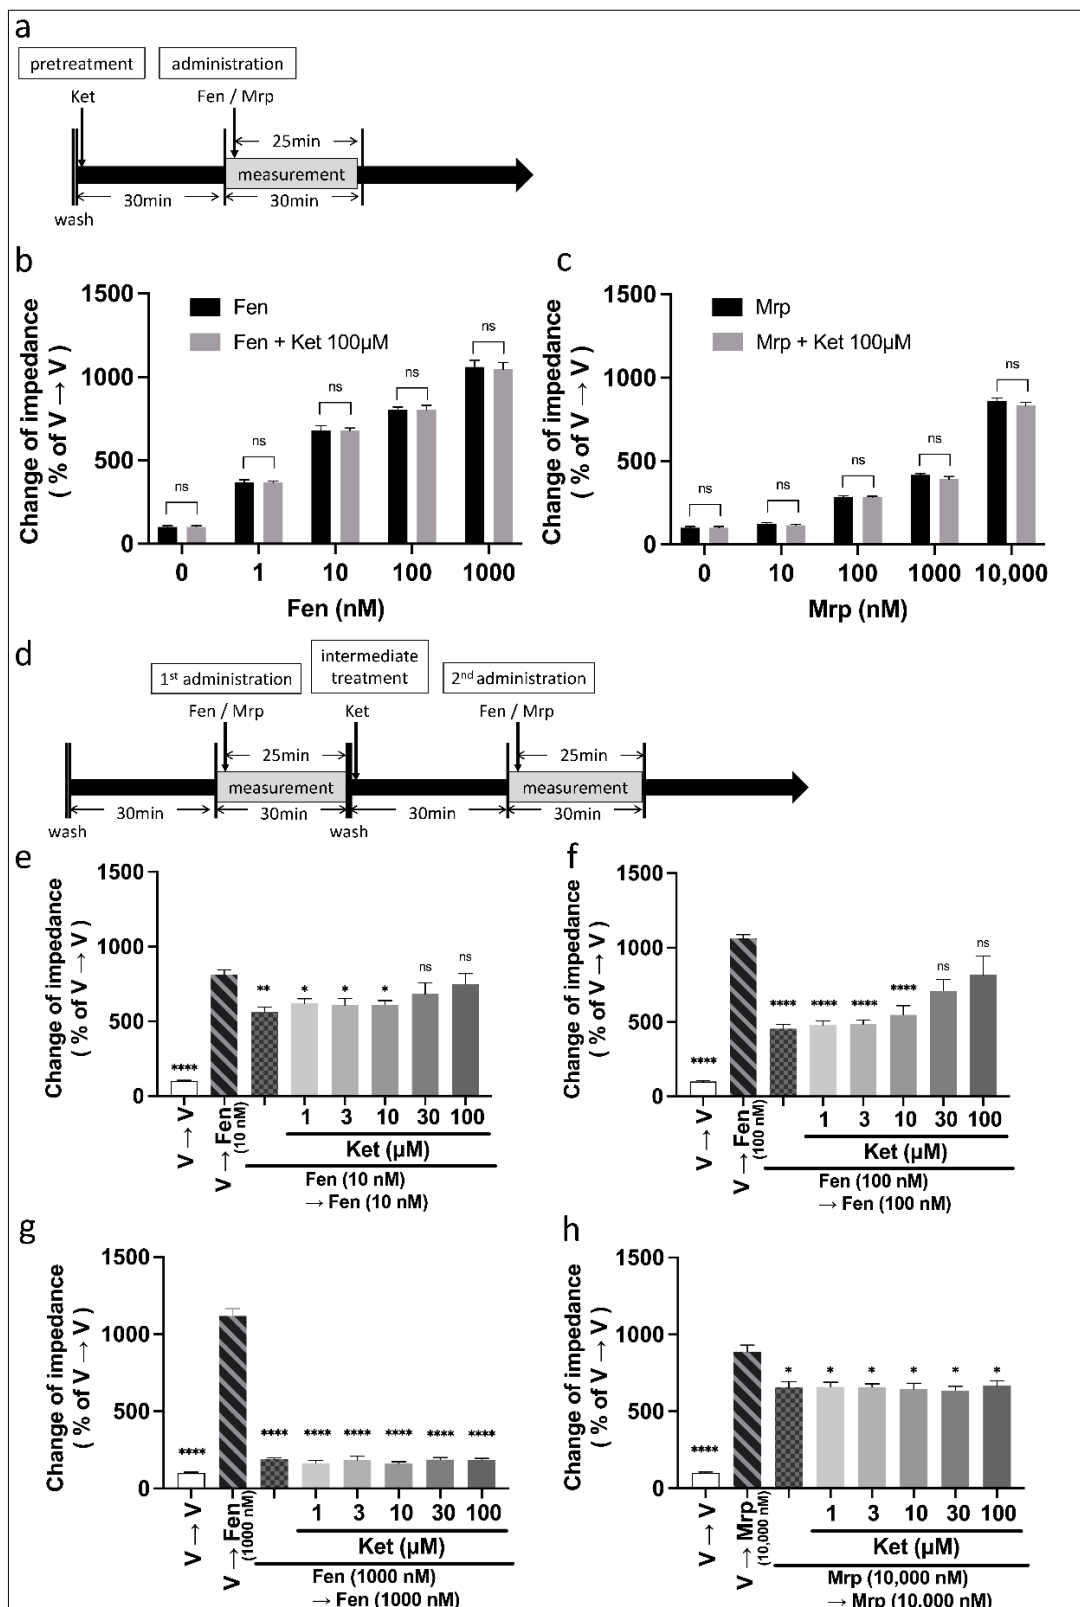 a
pretreatment administration
Ket Fen / Mrp
25min
measurement
30min 30min
wash
b
Change of impedance
( % of V → V )
1500
1000
500
0
Fen
Fen + Ket 100µM
ns ns ns ns ns
0 1 10 100 1000
Fen (nM)
c
Change of impedance
( % of V → V )
1500
1000
500
0
Mrp
Mrp + Ket 100µM
ns ns ns ns ns
0 10 100 1000 10,000
Mrp (nM)
d
1st administration
intermediate
treatment
2nd administration
Fen / Mrp Ket Fen / Mrp
25min 25min
measurement measurement
30min 30min 30min 30min
wash wash
e
Change of impedance
( % of V → V )
1500
1000
500
0
**** ** * * * ns ns
V → V
V → Fen
(10 nM)
- 1 3 10 30 100
Ket (µM)
Fen (10 nM)
→ Fen (10 nM)
f
Change of impedance
( % of V → V )
1500
1000
500
0
**** **** **** **** **** ns ns
V → V
V → Fen
(100 nM)
- 1 3 10 30 100
Ket (µM)
Fen (100 nM)
→ Fen (100 nM)
g
Change of impedance
( % of V → V )
1500
1000
500
0
**** **** **** **** **** **** ****
V → V
V → Fen
(1000 nM)
- 1 3 10 30 100
Ket (µM)
Fen (1000 nM)
→ Fen (1000 nM)
h
Change of impedance
( % of V → V )
1500
1000
500
0
**** * * * * * *
V → V
V → Mrp
(10,000 nM)
- 1 3 10 30 100
Ket (µM)
Mrp (10,000 nM)
→ Mrp (10,000 nM)